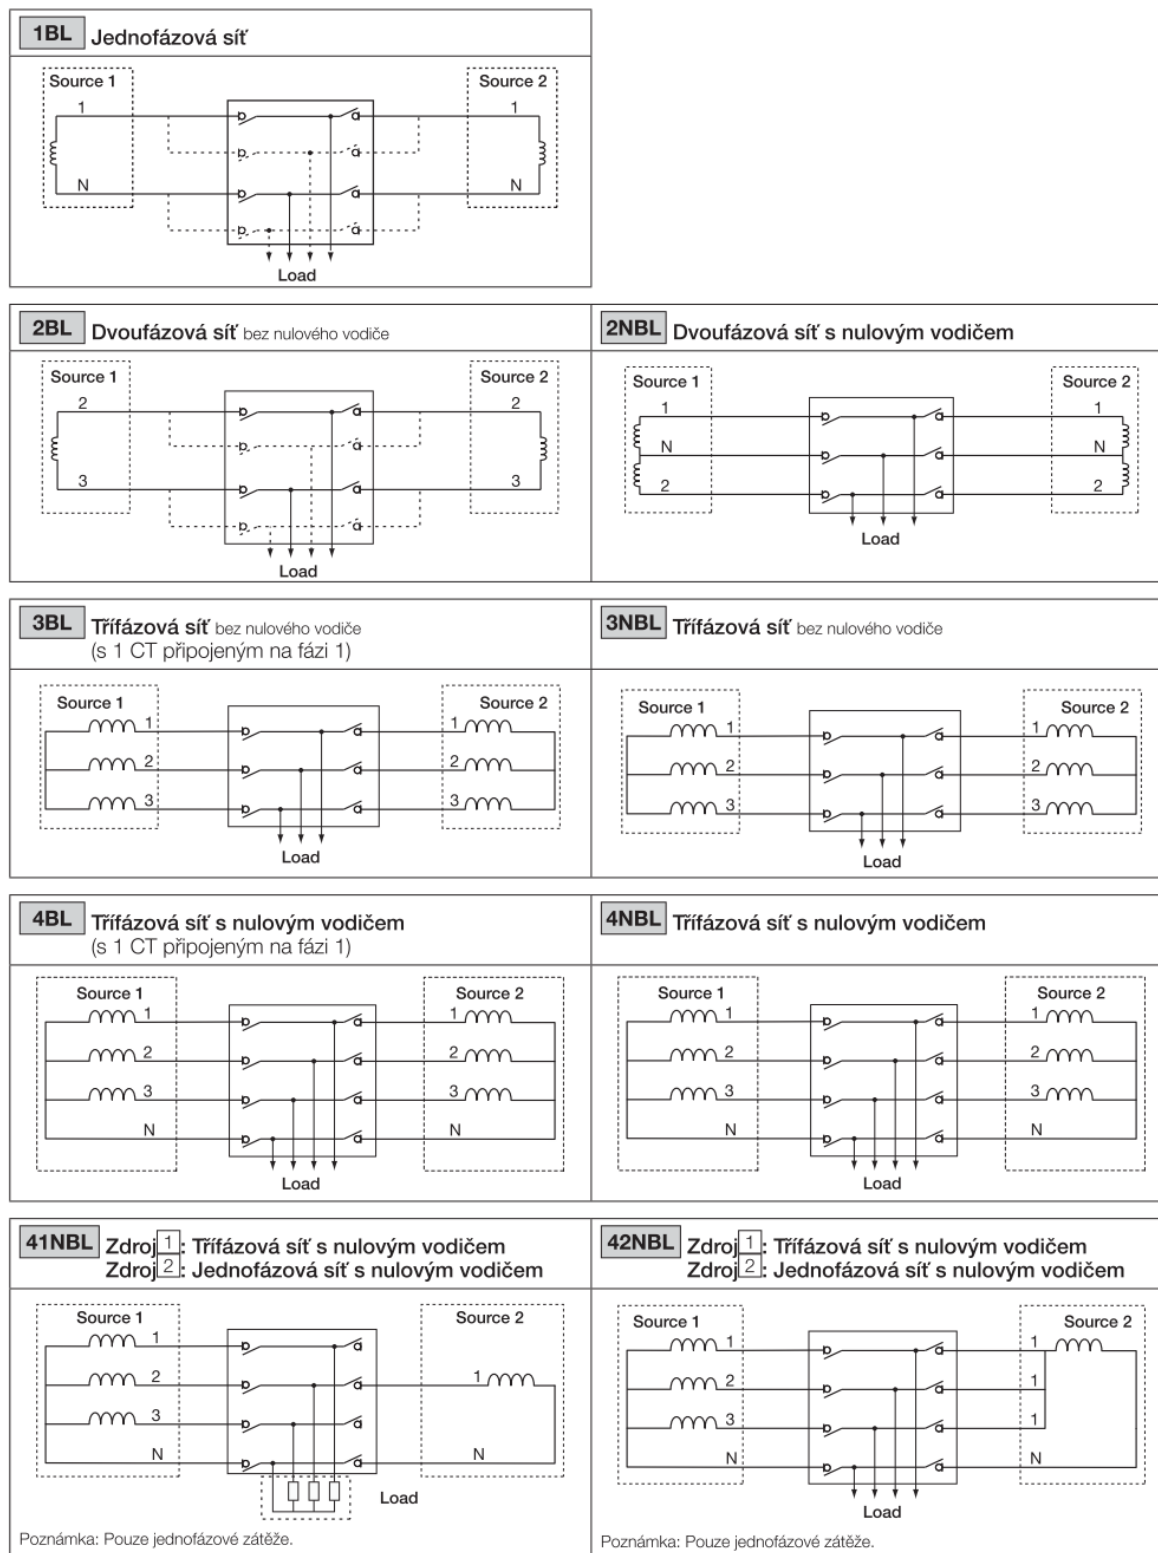 1BL Jednofázová síť
Source 1
Source 2
1
1
N
N
Load
2BL Dvoufázová síť bez nulového vodiče
Source 1
Source 2
2
2
3
3
Load
2NBL Dvoufázová síť s nulovým vodičem
Source 1
Source 2
1
1
N
N
2
2
Load
3BL Třífázová síť bez nulového vodiče
(s 1 CT připojeným na fázi 1)
Source 1
Source 2
1
1
2
2
3
3
Load
3NBL Třífázová síť bez nulového vodiče
Source 1
Source 2
1
1
2
2
3
3
Load
4BL Třífázová síť s nulovým vodičem
(s 1 CT připojeným na fázi 1)
Source 1
Source 2
1
1
2
2
3
3
N
N
Load
4NBL Třífázová síť s nulovým vodičem
Source 1
Source 2
1
1
2
2
3
3
N
N
Load
41NBL Zdroj 1 : Třífázová síť s nulovým vodičem
Zdroj 2 : Jednofázová síť s nulovým vodičem
Source 1
Source 2
1
2
1
3
N
N
Load
Poznámka: Pouze jednofázové zátěže.
42NBL Zdroj 1 : Třífázová síť s nulovým vodičem
Zdroj 2 : Jednofázová síť s nulovým vodičem
Source 1
Source 2
1
1
2
1
3
1
N
N
Load
Poznámka: Pouze jednofázové zátěže.